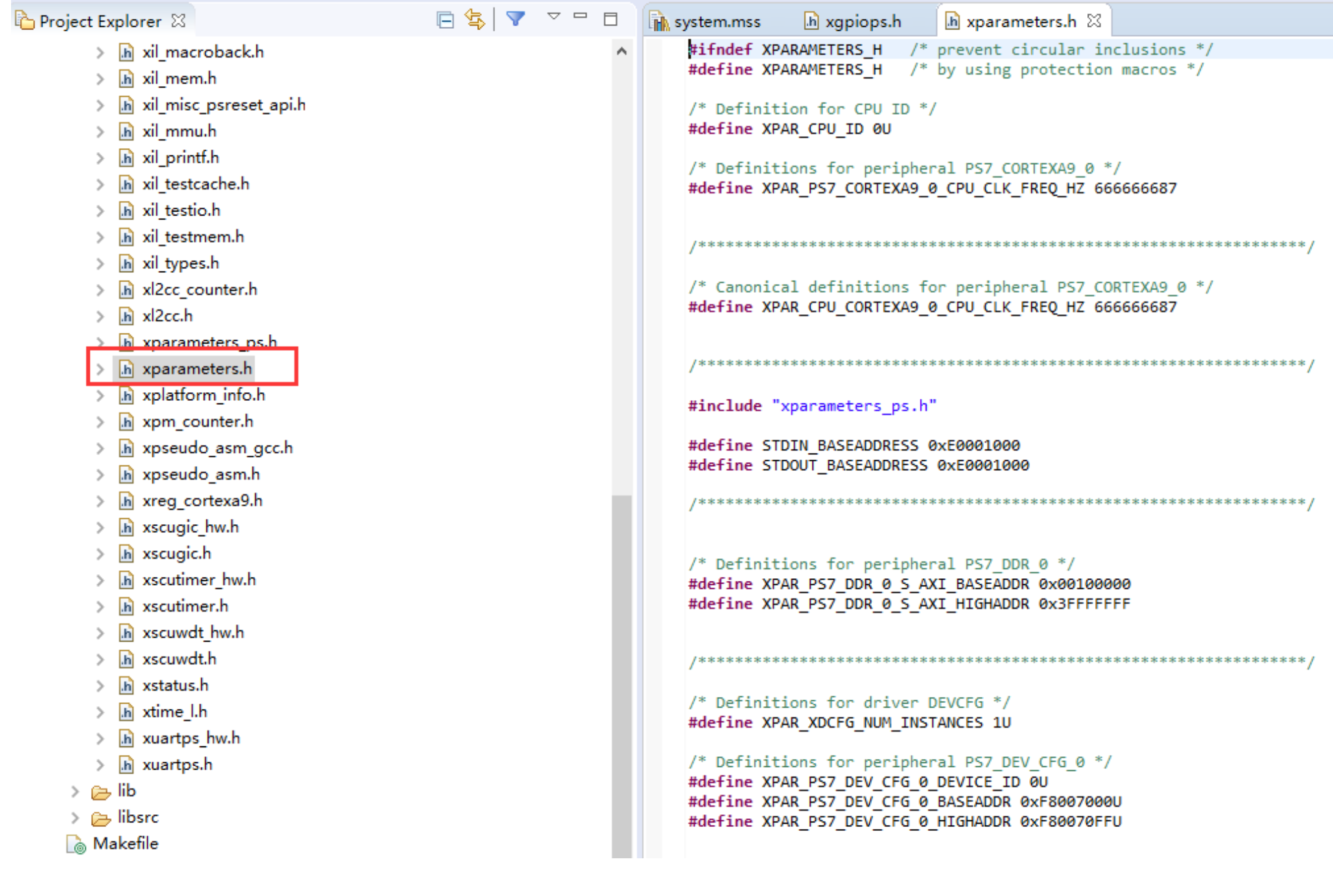 Project Explorer
xil_macroback.h
xil_mem.h
xil_misc_psreset_api.h
xil_mmu.h
xil_printf.h
xil_testcache.h
xil_testio.h
xil_testmem.h
xil_types.h
xl2cc_counter.h
xl2cc.h
xparameters_ps.h
xparameters.h
xplatform_info.h
xpm_counter.h
xpseudo_asm_gcc.h
xpseudo_asm.h
xreg_cortexa9.h
xscugic_hw.h
xscugic.h
xscutimer_hw.h
xscutimer.h
xscuwdt_hw.h
xscuwdt.h
xstatus.h
xtime_l.h
xuartps_hw.h
xuartps.h
lib
libsrc
Makefile
system.mss xgpiops.h xparameters.h
#ifndef XPARAMETERS_H /* prevent circular inclusions */
#define XPARAMETERS_H /* by using protection macros */
/* Definition for CPU ID */
#define XPAR_CPU_ID 0U
/* Definitions for peripheral PS7_CORTEXA9_0 */
#define XPAR_PS7_CORTEXA9_0_CPU_CLK_FREQ_HZ 666666687
/******************************************************************/
/* Canonical definitions for peripheral PS7_CORTEXA9_0 */
#define XPAR_CPU_CORTEXA9_0_CPU_CLK_FREQ_HZ 666666687
/******************************************************************/
#include "xparameters_ps.h"
#define STDIN_BASEADDRESS 0xE0001000
#define STDOUT_BASEADDRESS 0xE0001000
/******************************************************************/
/* Definitions for peripheral PS7_DDR_0 */
#define XPAR_PS7_DDR_0_S_AXI_BASEADDR 0x00100000
#define XPAR_PS7_DDR_0_S_AXI_HIGHADDR 0x3FFFFFFF
/******************************************************************/
/* Definitions for driver DEVCFG */
#define XPAR_XDCFG_NUM_INSTANCES 1U
/* Definitions for peripheral PS7_DEV_CFG_0 */
#define XPAR_PS7_DEV_CFG_0_DEVICE_ID 0U
#define XPAR_PS7_DEV_CFG_0_BASEADDR 0xF8007000U
#define XPAR_PS7_DEV_CFG_0_HIGHADDR 0xF80070FFU